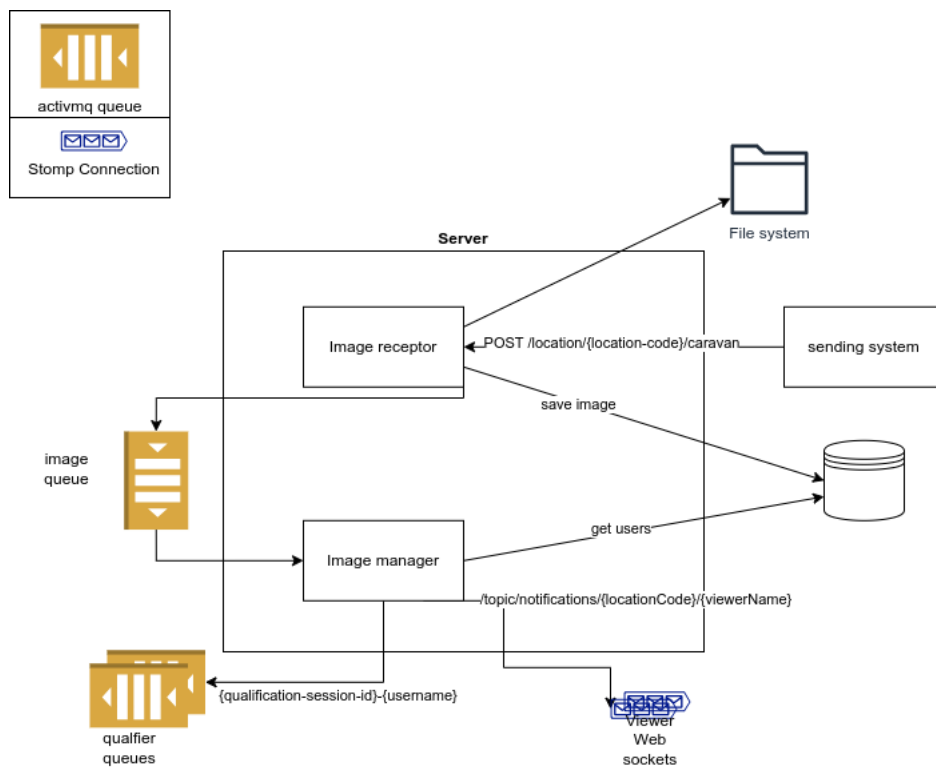 activmq queue
Stomp Connection
File system
Server
Image receptor
POST /location/{location-code}/caravan
sending system
save image
image
queue
get users
Image manager
/topic/notifications/{locationCode}/{viewerName}
{qualification-session-id}-{username}
qualfier
queues
Viewer
Web
sockets